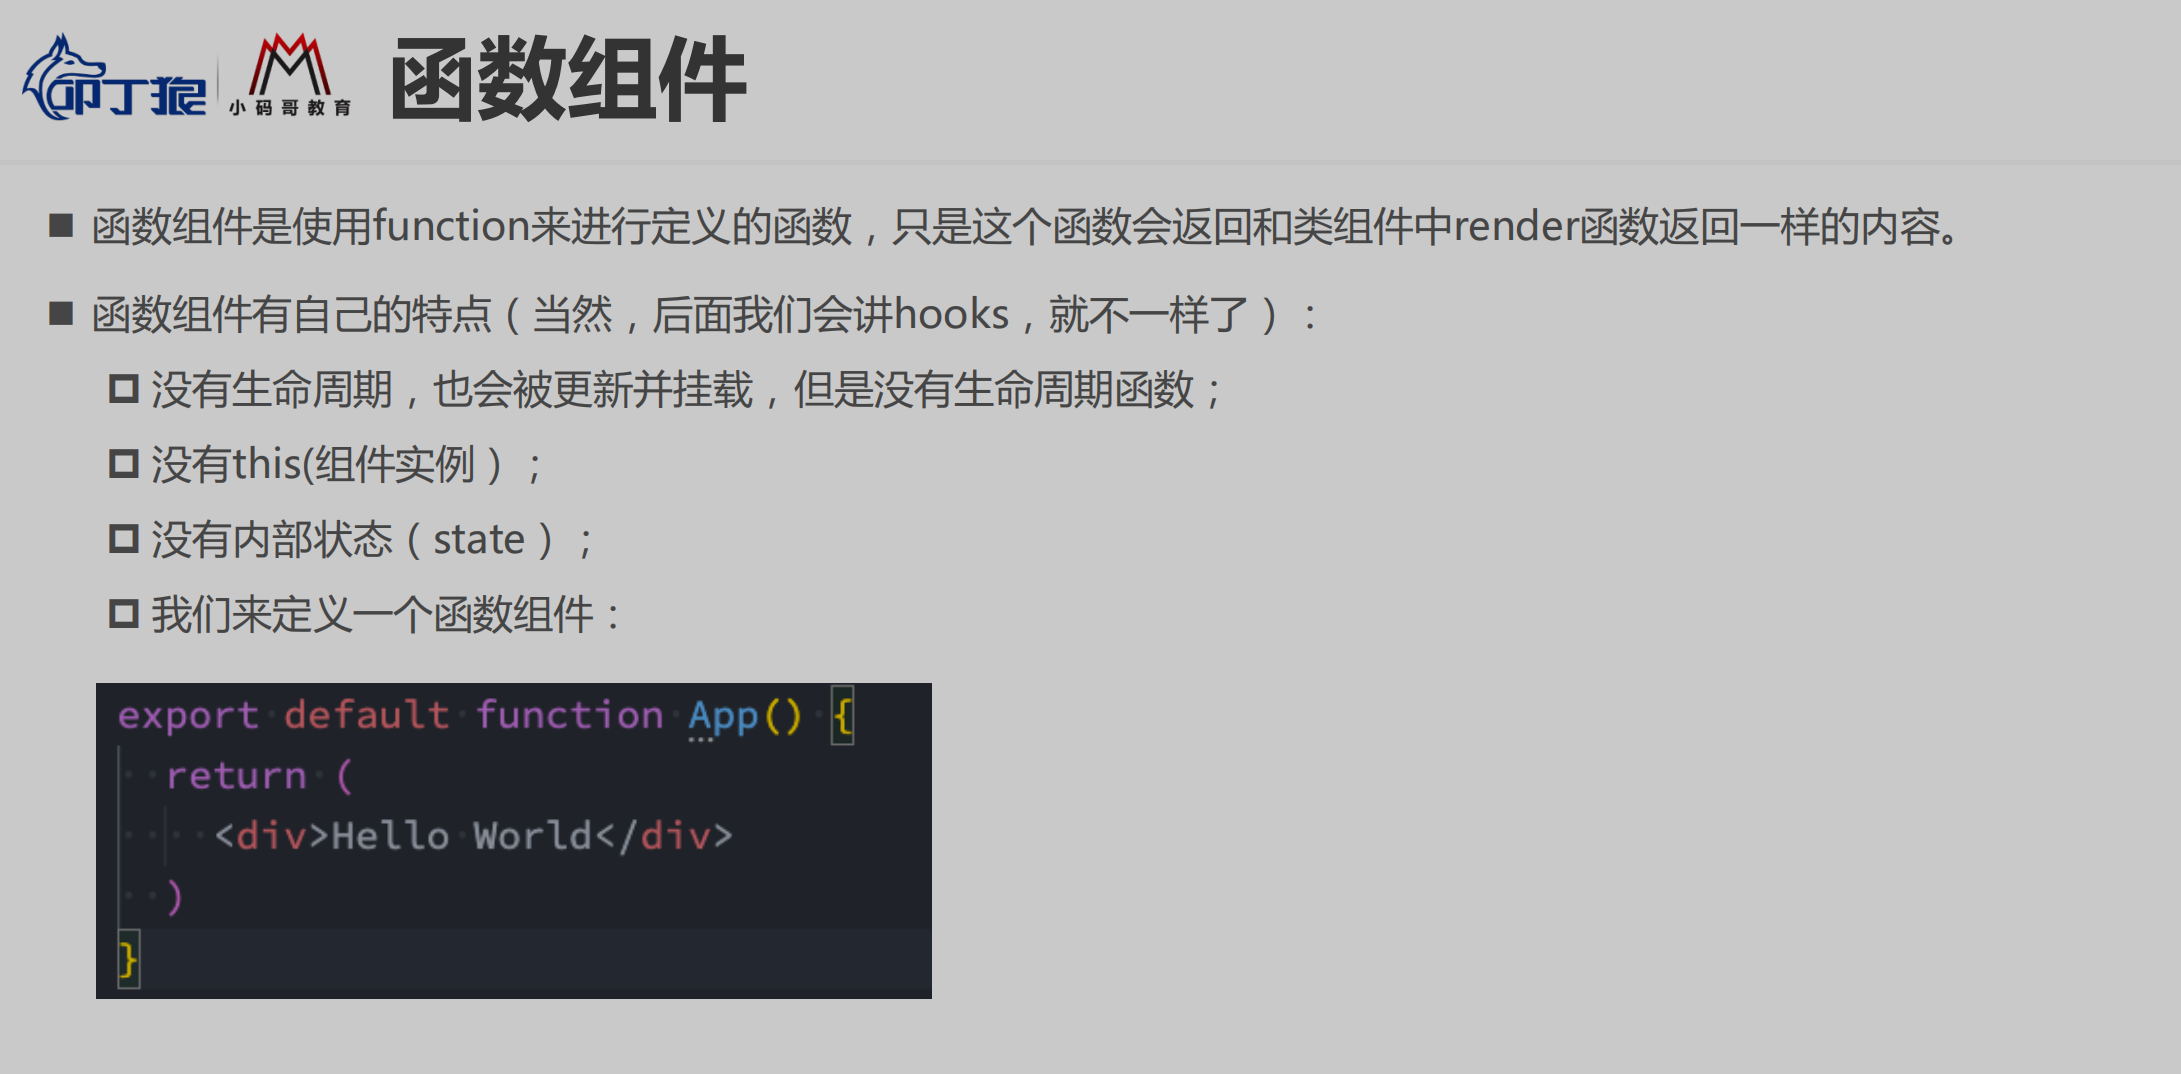 叩丁狼 小码哥教育 函数组件
函数组件是使用function来进行定义的函数，只是这个函数会返回和类组件中render函数返回一样的内容。
函数组件有自己的特点（当然，后面我们会讲hooks，就不一样了）：
没有生命周期，也会被更新并挂载，但是没有生命周期函数；
没有this(组件实例）；
没有内部状态（state）；
我们来定义一个函数组件：
export default function App() {
return (
<div>Hello World</div>
)
}